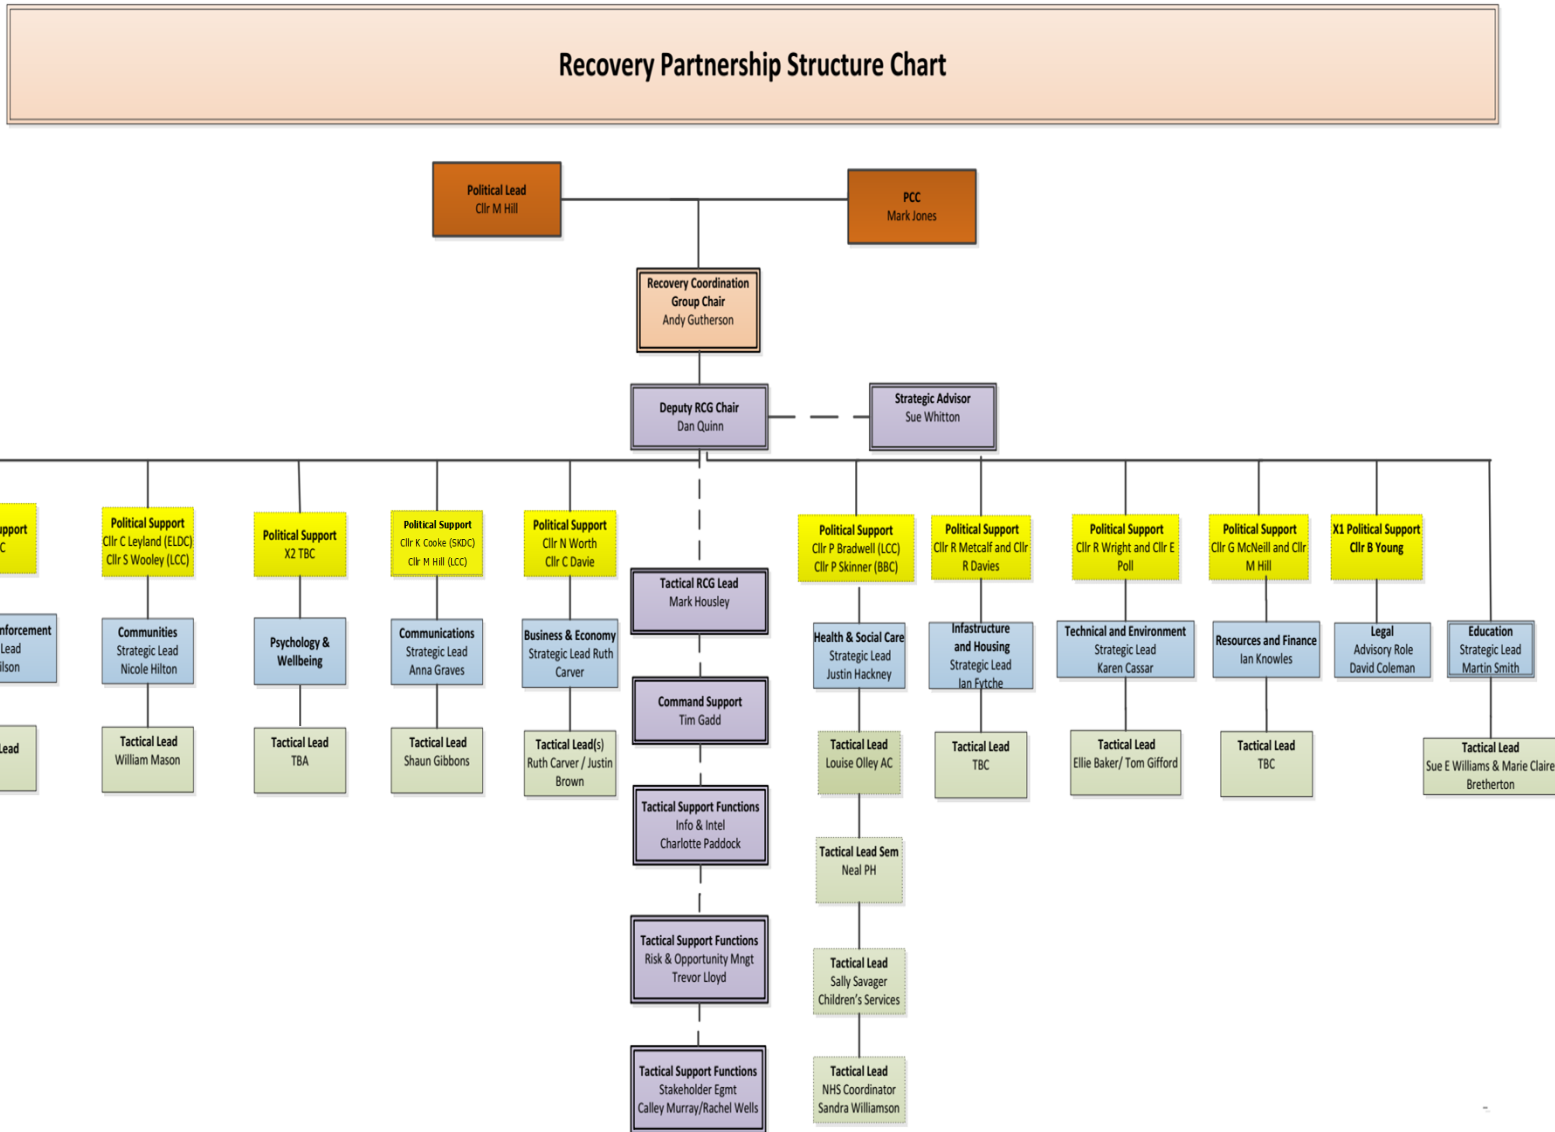 Recovery Partnership Structure Chart
Political Lead
Cllr M Hill
PCC
Mark Jones
Recovery Coordination
Group Chair
Andy Gutherson
Deputy RCG Chair
Dan Quinn
Strategic Advisor
Sue Whitton
upport
C
Political Support
Cllr C Leyland (ELDC)
Cllr S Wooley (LCC)
Political Support
X2 TBC
Political Support
Cllr K Cooke (SKDC)
Cllr M Hill (LCC)
Political Support
Cllr N Worth
Cllr C Davie
Political Support
Cllr P Bradwell (LCC)
Cllr P Skinner (BBC)
Political Support
Cllr R Metcalf and Cllr
R Davies
Political Support
Cllr R Wright and Cllr E
Poll
Political Support
Cllr G McNeill and Cllr
M Hill
X1 Political Support
Cllr B Young
nforcement
Lead
ilson
Communities
Strategic Lead
Nicole Hilton
Psychology &
Wellbeing
Communications
Strategic Lead
Anna Graves
Business & Economy
Strategic Lead Ruth
Carver
Tactical RCG Lead
Mark Housley
Health & Social Care
Strategic Lead
Justin Hackney
Infastructure
and Housing
Strategic Lead
Ian Fytche
Technical and Environment
Strategic Lead
Karen Cassar
Resources and Finance
Ian Knowles
Legal
Advisory Role
David Coleman
Education
Strategic Lead
Martin Smith
Command Support
Tim Gadd
Lead
Tactical Lead
William Mason
Tactical Lead
TBA
Tactical Lead
Shaun Gibbons
Tactical Lead(s)
Ruth Carver / Justin
Brown
Tactical Lead
Louise Olley AC
Tactical Lead
TBC
Tactical Lead
Ellie Baker/ Tom Gifford
Tactical Lead
TBC
Tactical Lead
Sue E Williams & Marie Claire
Bretherton
Tactical Support Functions
Info & Intel
Charlotte Paddock
Tactical Lead Sem
Neal PH
Tactical Support Functions
Risk & Opportunity Mngt
Trevor Lloyd
Tactical Lead
Sally Savager
Children's Services
Tactical Support Functions
Stakeholder Egmt
Calley Murray/Rachel Wells
Tactical Lead
NHS Coordinator
Sandra Williamson